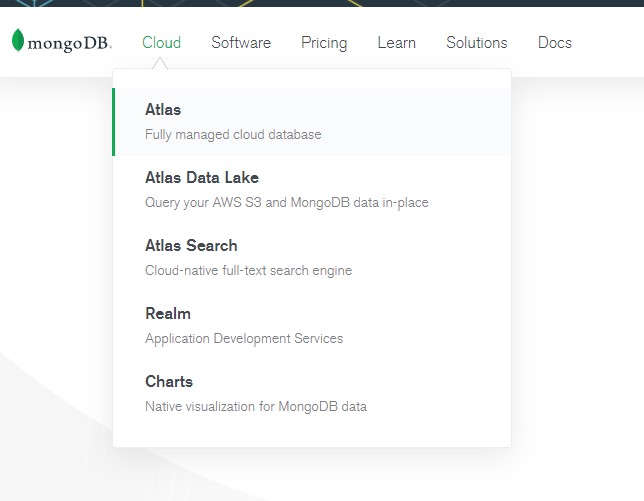 mongoDB.
Cloud Software Pricing Learn Solutions Docs
Atlas
Fully managed cloud database
Atlas Data Lake
Query your AWS S3 and MongoDB data in-place
Atlas Search
Cloud-native full-text search engine
Realm
Application Development Services
Charts
Native visualization for MongoDB data